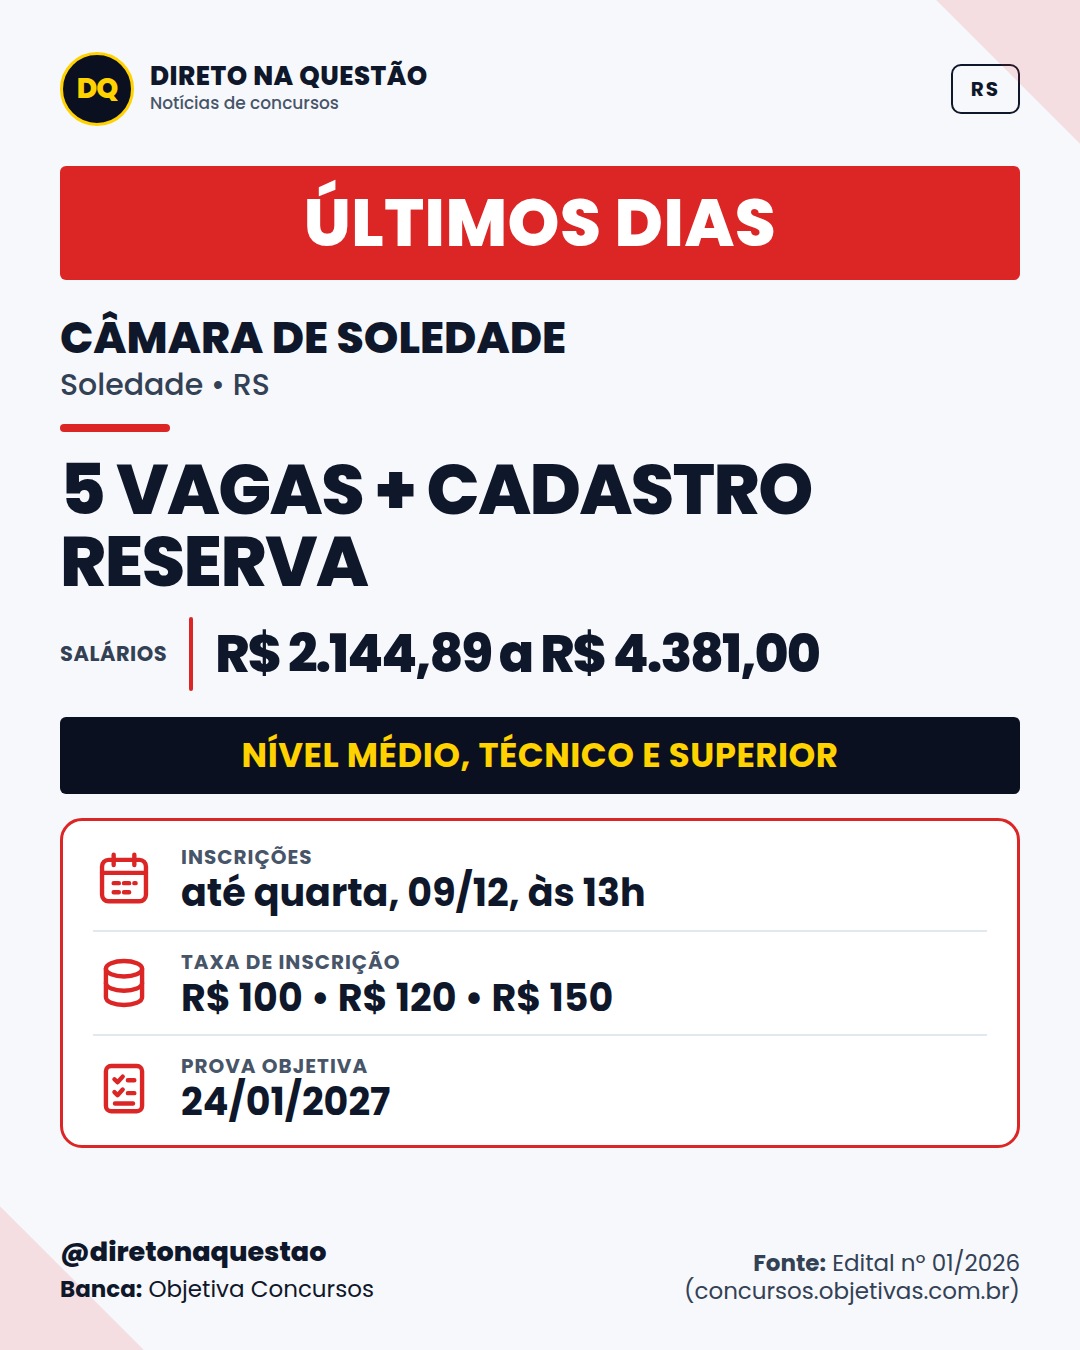 DQ
DIRETO NA QUESTÃO
Notícias de concursos
RS
ÚLTIMOS DIAS
CÂMARA DE SOLEDADE
Soledade • RS
5 VAGAS + CADASTRO
RESERVA
SALÁRIOS
R$ 2.144,89 a R$ 4.381,00
NÍVEL MÉDIO, TÉCNICO E SUPERIOR
INSCRIÇÕES
até quarta, 09/12, às 13h
TAXA DE INSCRIÇÃO
R$ 100 • R$ 120 • R$ 150
PROVA OBJETIVA
24/01/2027
@diretonaquestao
Banca: Objetiva Concursos
Fonte: Edital nº 01/2026
(concursos.objetivas.com.br)